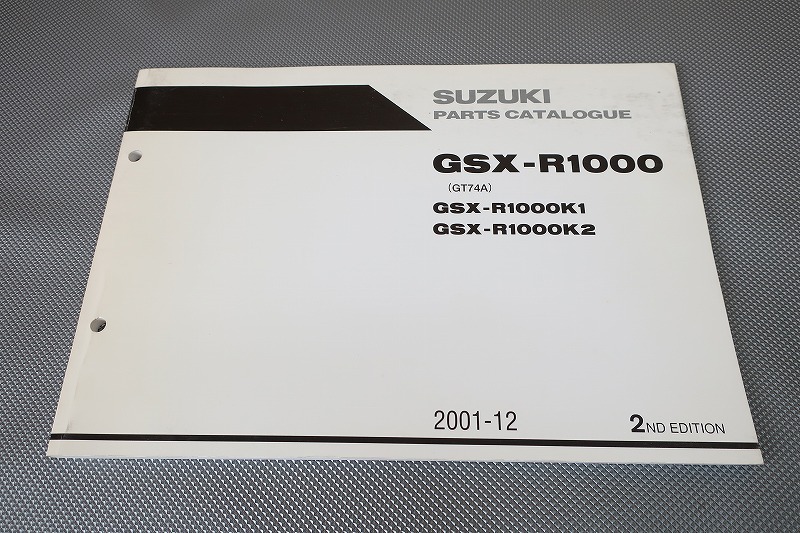 SUZUKI
PARTS CATALOGUE
GSX-R1000
(GT74A)
GSX-R1000K1
GSX-R1000K2
2001-12
2ND EDITION